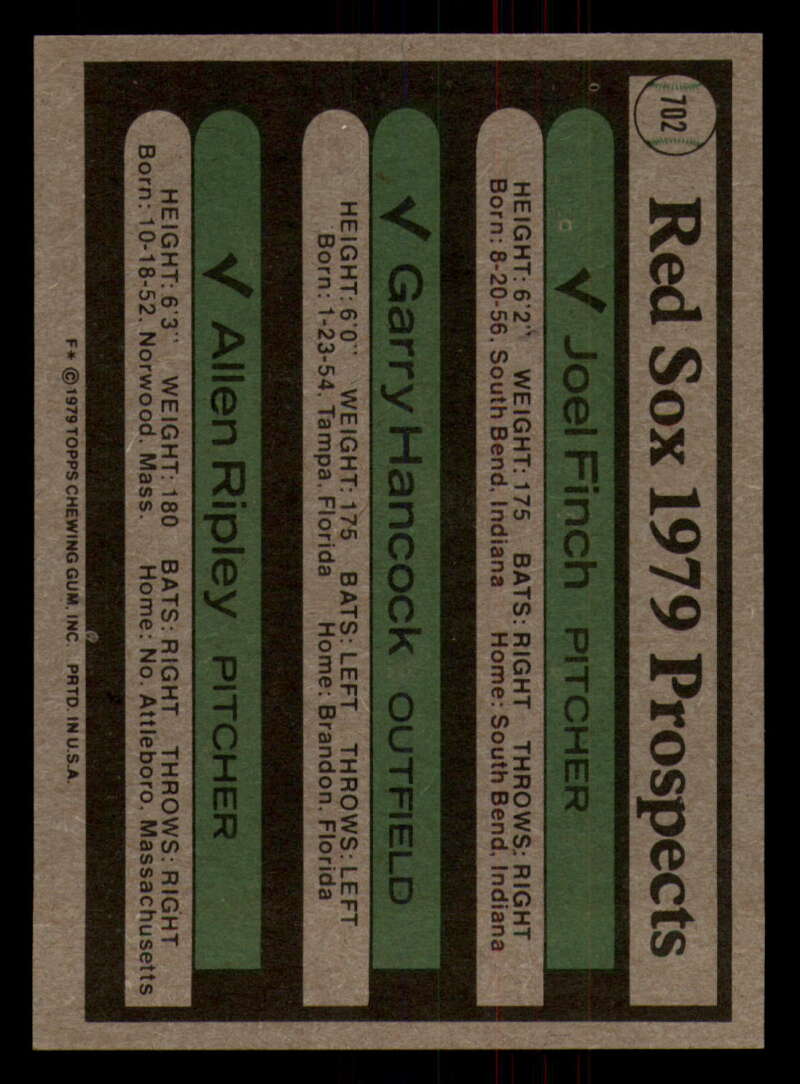 702
Red Sox 1979 Prospects
✓ Joel Finch PITCHER
HEIGHT: 6'2" WEIGHT: 175 BATS: RIGHT THROWS: RIGHT
Born: 8-20-56, South Bend, Indiana Home: South Bend, Indiana
✓ Garry Hancock OUTFIELD
HEIGHT: 6'0" WEIGHT: 175 BATS: LEFT THROWS: LEFT
Born: 1-23-54, Tampa, Florida Home: Brandon, Florida
✓ Allen Ripley PITCHER
HEIGHT: 6'3" WEIGHT: 180 BATS: RIGHT THROWS: RIGHT
Born: 10-18-52, Norwood, Mass. Home: No. Attleboro, Massachusetts
F* ©1979 TOPPS CHEWING GUM, INC. PRTD. IN U.S.A.